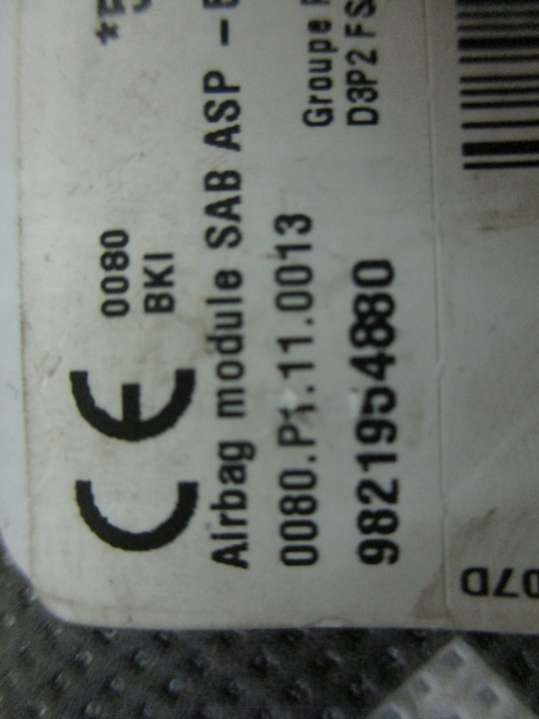 CE
0080
BKI
Airbag module SAB ASP -
0080.P1.11.0013
9821954880
Groupe
D3P2 FS
07D